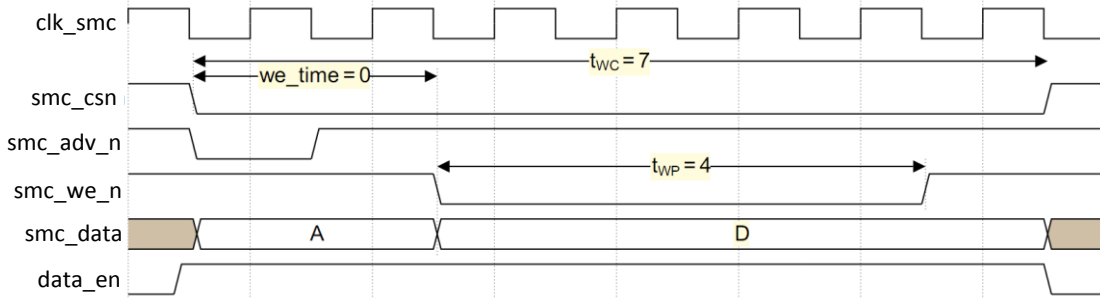 clk_smc
t_WC = 7
we_time = 0
smc_csn
smc_adv_n
t_WP = 4
smc_we_n
smc_data A D
data_en